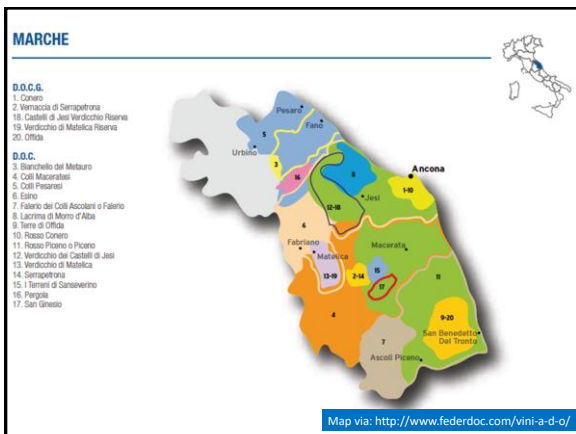 MARCHE
D.O.C.G.
1. Conero
2. Vernaccia di Serrapetrona
18. Castelli di Jesi Verdicchio Riserva
19. Verdicchio di Matelica Riserva
20. Offida
D.O.C.
3. Bianchello del Metauro
4. Colli Maceratesi
5. Colli Pesaresi
6. Esino
7. Falerio dei Colli Ascolani o Falerio
8. Lacrima di Morro d'Alba
9. Terre di Offida
10. Rosso Conero
11. Rosso Piceno o Piceno
12. Verdicchio dei Castelli di Jesi
13. Verdicchio di Matelica
14. Serrapetrona
15. I Terreni di Sanseverino
16. Pergola
17. San Ginesio
Pesaro
Fano
5
Urbino
3
16
8
Ancona
1-10
12-18
Jesi
6
Fabriano
Matelica
Macerata
13-19
2-14
15
17
11
4
9-20
San Benedetto
Del Tronto
7
Ascoli Piceno
Map via: http://www.federdoc.com/vini-a-d-o/